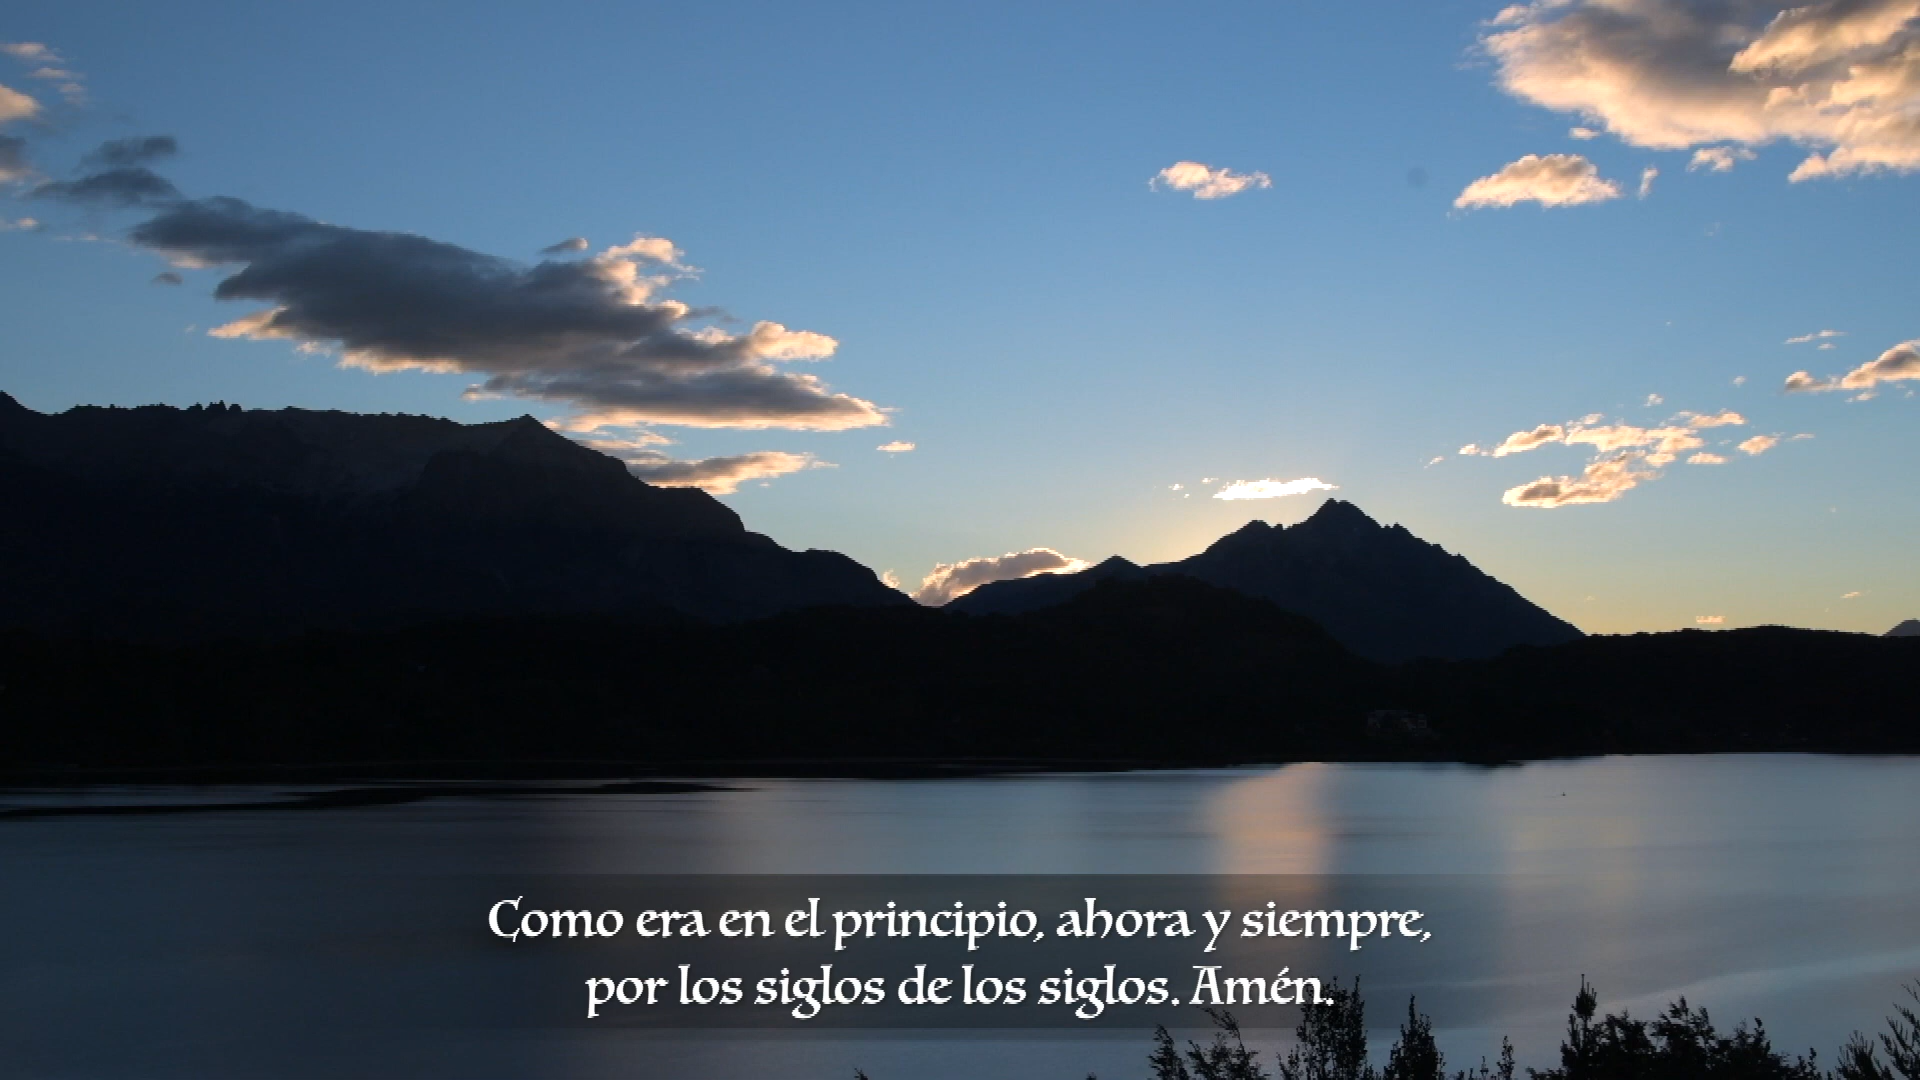 Como era en el principio, ahora y siempre,
por los siglos de los siglos. Amén.